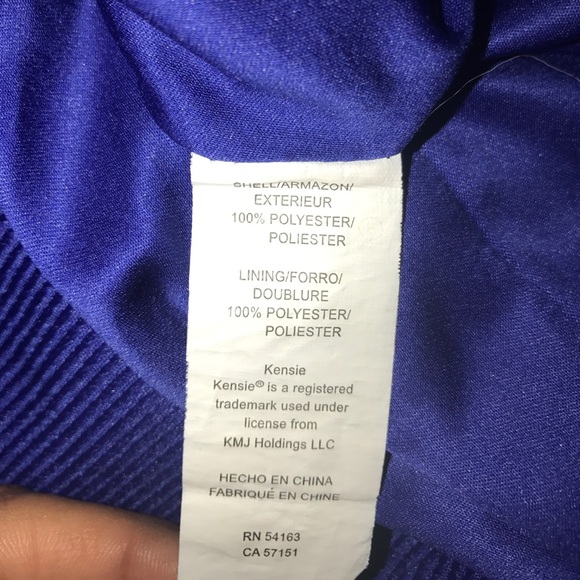 SHELL/ARMAZON/
EXTERIEUR
100% POLYESTER/
POLIESTER
LINING/FORRO/
DOUBLURE
100% POLYESTER/
POLIESTER
Kensie
Kensie® is a registered
trademark used under
license from
KMJ Holdings LLC
HECHO EN CHINA
FABRIQUÉ EN CHINE
RN 54163
CA 57151